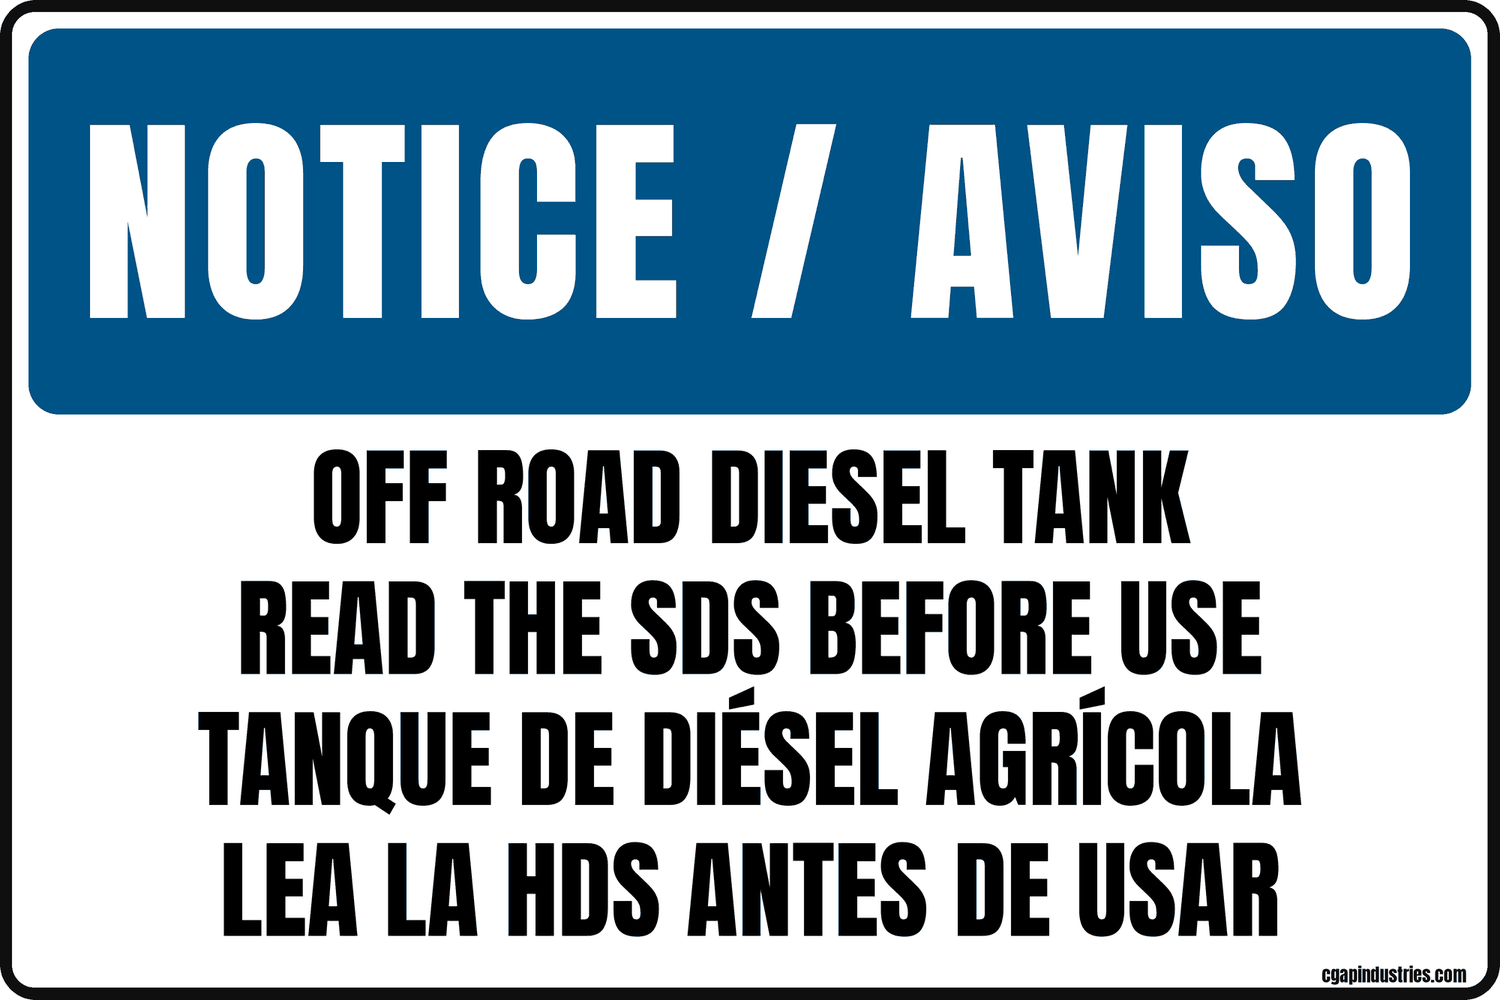 NOTICE / AVISO
OFF ROAD DIESEL TANK
READ THE SDS BEFORE USE
TANQUE DE DIÉSEL AGRÍCOLA
LEA LA HDS ANTES DE USAR
cgapindustries.com